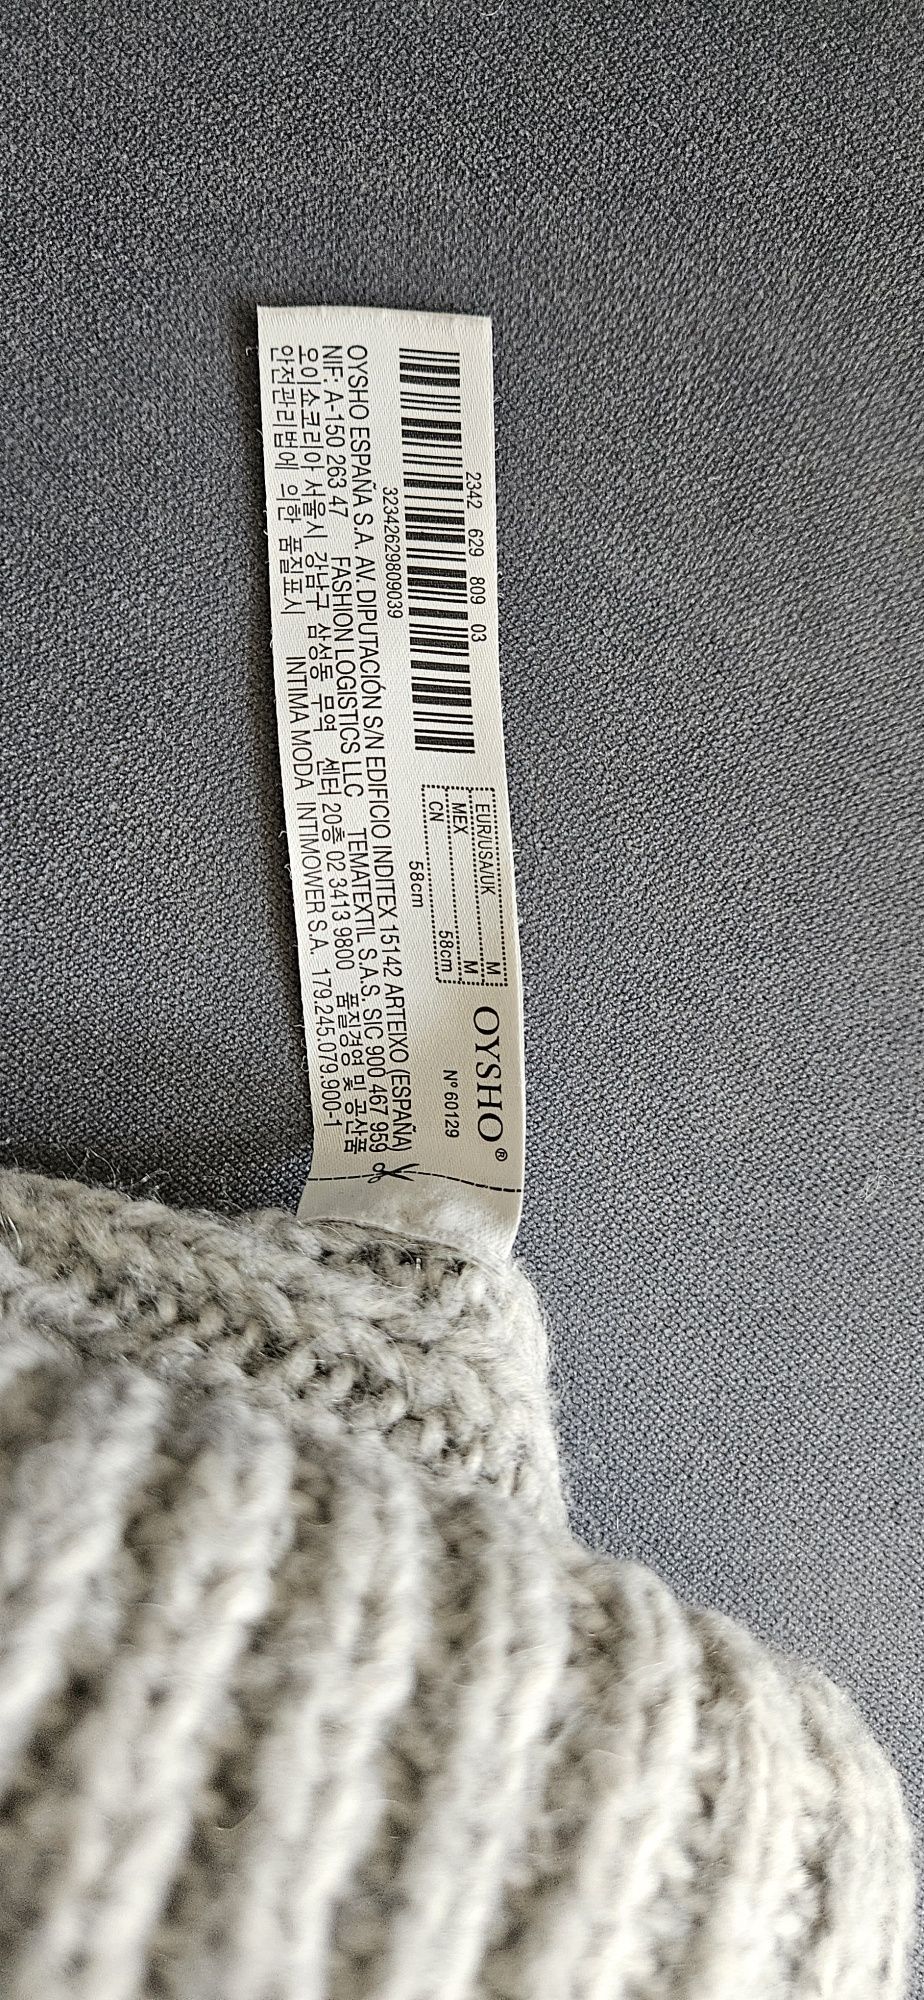 OYSHO®
Nº 60129
EUR/USA/UK M
MEX M
CN 58cm
58cm
2342 629 809 03
32342629809039
OYSHO ESPAÑA S.A. AV. DIPUTACIÓN S/N EDIFICIO INDITEX 15142 ARTEIXO (ESPAÑA)
NIF: A-150 263 47 FASHION LOGISTICS LLC TEMATEXTIL S.A.S. SIC 900 467 959
오이쇼코리아 서울시 강남구 삼성동 무역 센터 20층 02 3413 9800 품질경영 및 공산품
안전관리법에 의한 품질표시 INTIMA MODA INTIMOWER S.A. 179.245.079.900-1